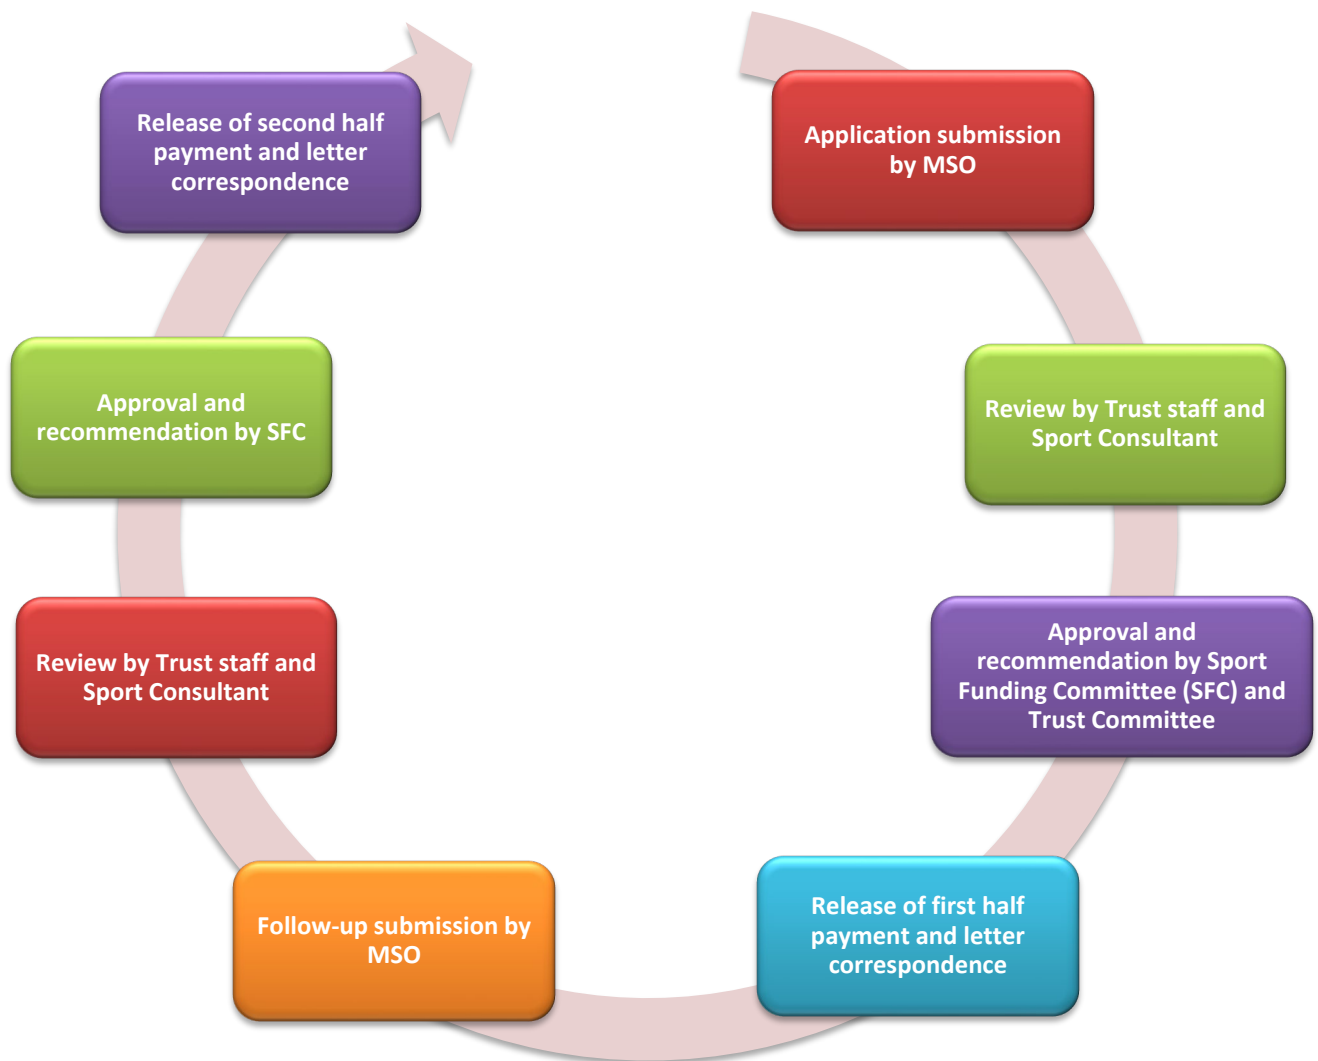 Application submission
by MSO
Review by Trust staff and
Sport Consultant
Approval and
recommendation by Sport
Funding Committee (SFC) and
Trust Committee
Release of first half
payment and letter
correspondence
Follow-up submission by
MSO
Review by Trust staff and
Sport Consultant
Approval and
recommendation by SFC
Release of second half
payment and letter
correspondence